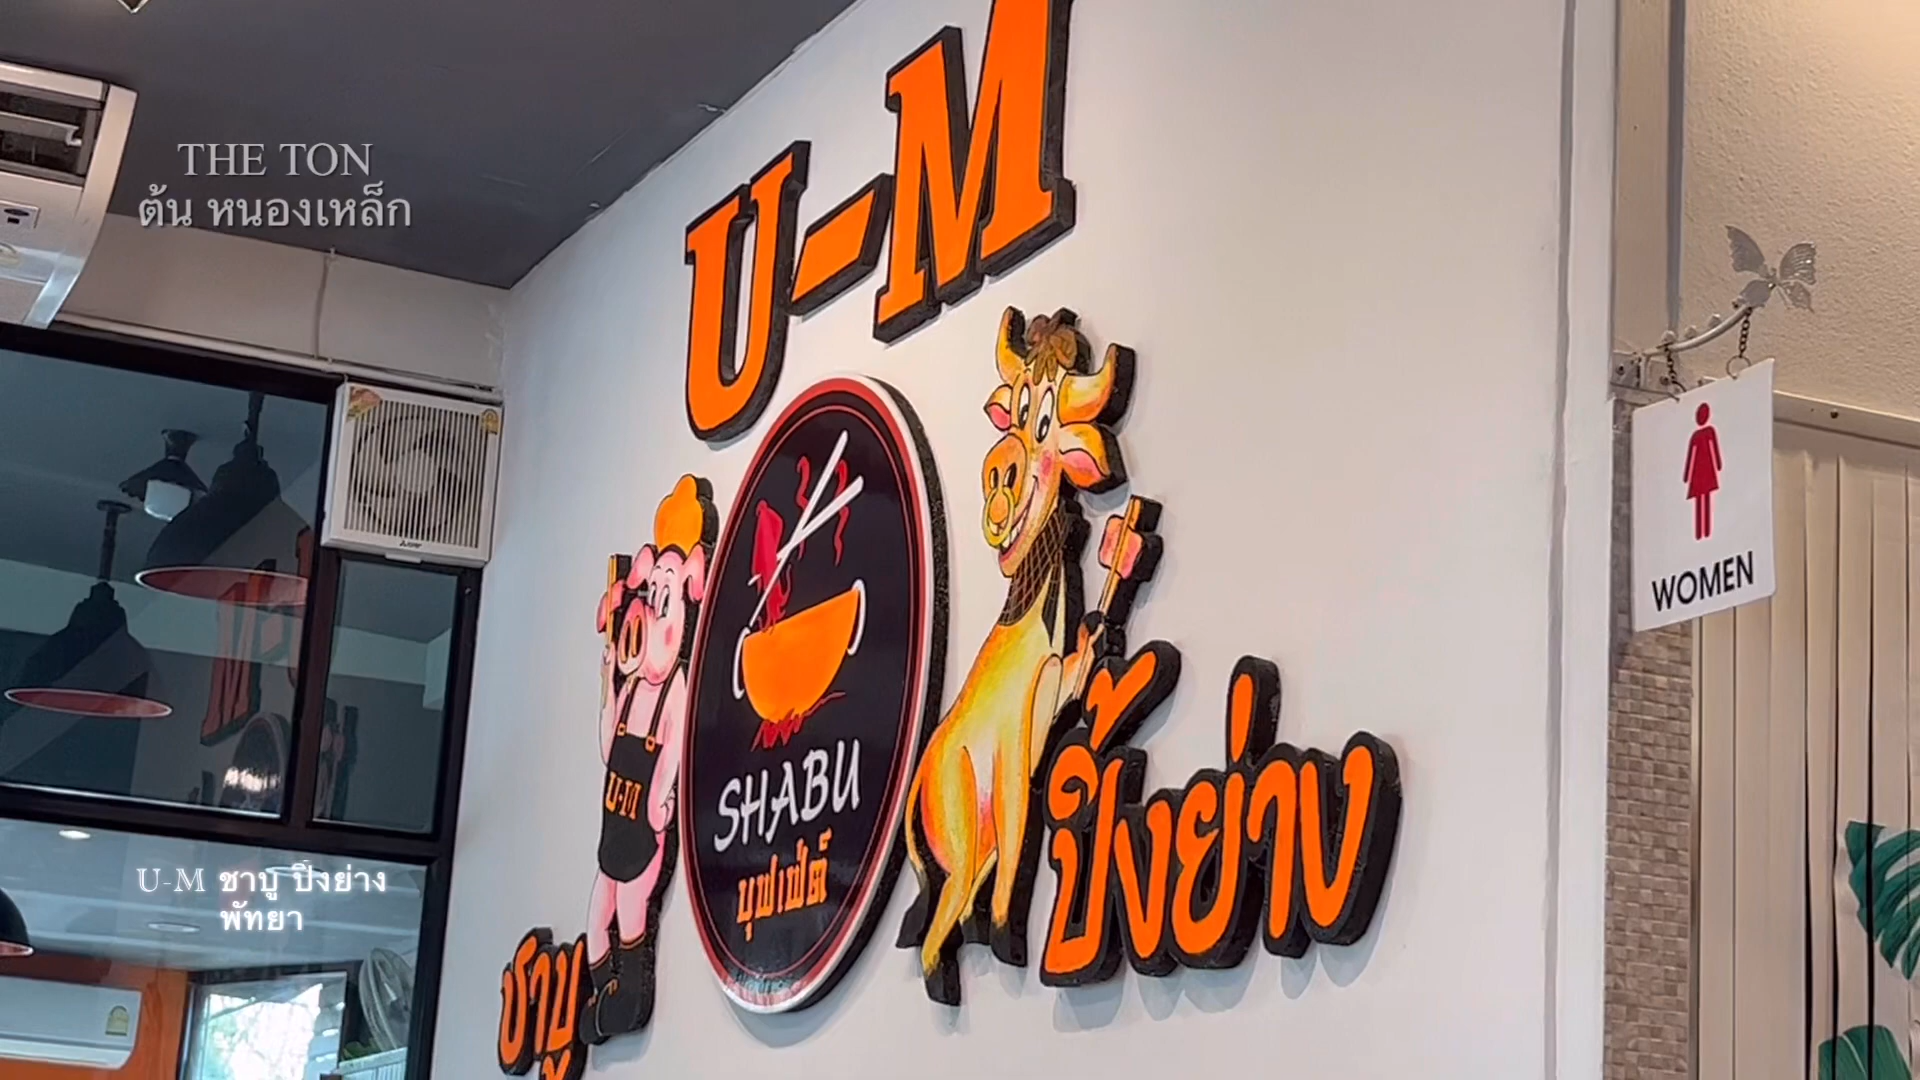 THE TON
ต้น หนองเหล็ก
U-M
WOMEN
U-M
SHABU
บุฟเฟ่ต์
ชาบู
ปิ้งย่าง
U-M ชาบู ปิ้งย่าง
พัทยา